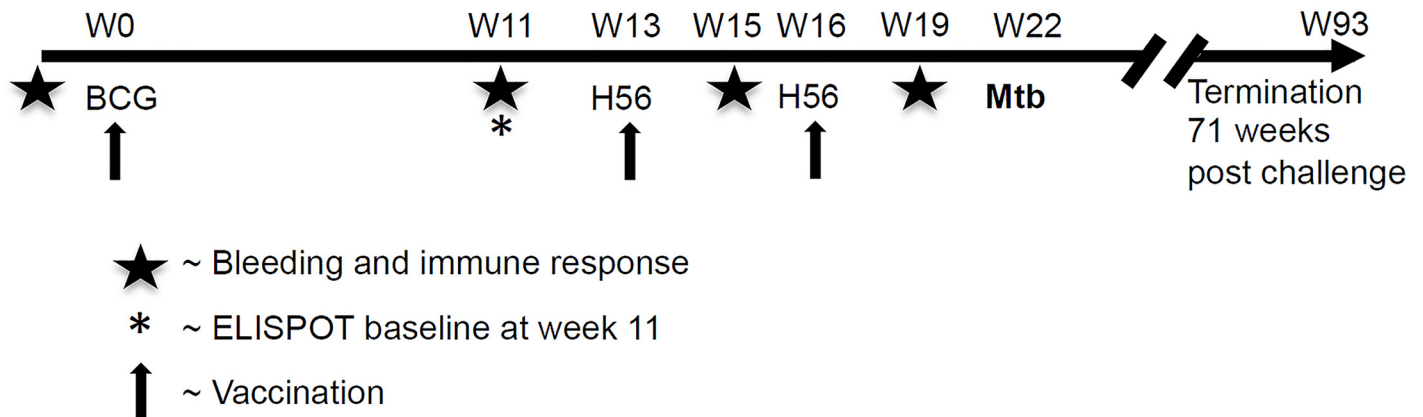 W0 W11 W13 W15 W16 W19 W22 W93
BCG * H56 H56 Mtb Termination
71 weeks
post challenge
~ Bleeding and immune response
* ~ ELISPOT baseline at week 11
~ Vaccination